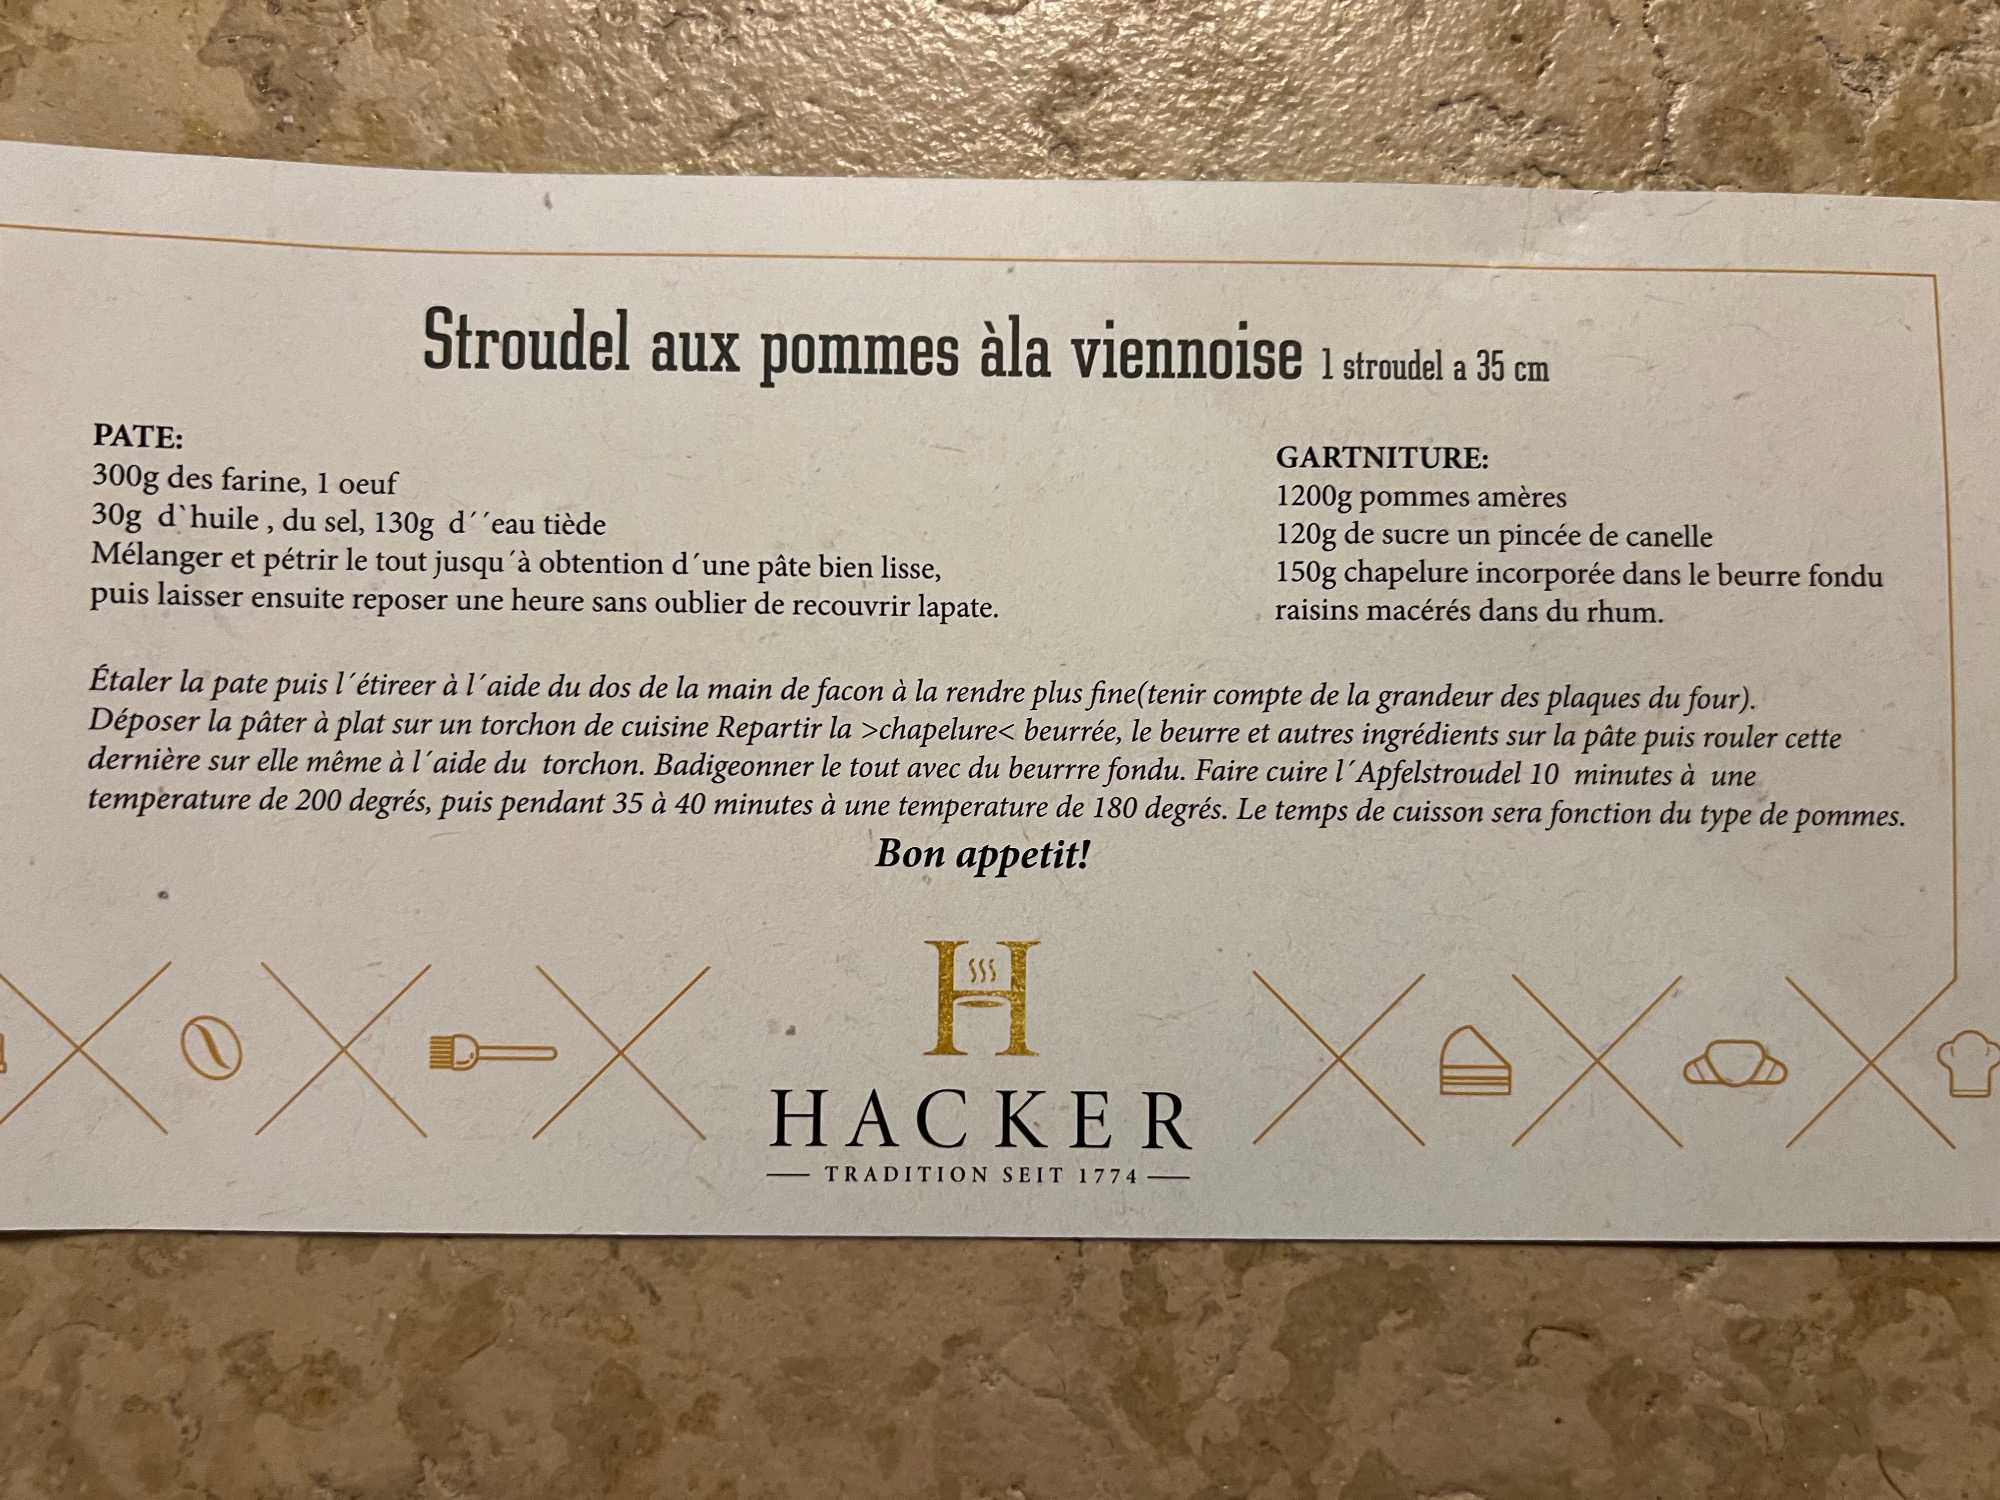 Stroudel aux pommes àla viennoise 1 stroudel a 35 cm
PATE:
300g des farine, 1 oeuf
30g d`huile , du sel, 130g d´´eau tiède
Mélanger et pétrir le tout jusqu´à obtention d´une pâte bien lisse,
puis laisser ensuite reposer une heure sans oublier de recouvrir lapate.
GARTNITURE:
1200g pommes amères
120g de sucre un pincée de canelle
150g chapelure incorporée dans le beurre fondu
raisins macérés dans du rhum.
Étaler la pate puis l´étireer à l´aide du dos de la main de facon à la rendre plus fine(tenir compte de la grandeur des plaques du four).
Déposer la pâter à plat sur un torchon de cuisine Repartir la >chapelure< beurrée, le beurre et autres ingrédients sur la pâte puis rouler cette
dernière sur elle même à l´aide du torchon. Badigeonner le tout avec du beurrre fondu. Faire cuire l´Apfelstroudel 10 minutes à une
temperature de 200 degrés, puis pendant 35 à 40 minutes à une temperature de 180 degrés. Le temps de cuisson sera fonction du type de pommes.
Bon appetit!
H
HACKER
TRADITION SEIT 1774